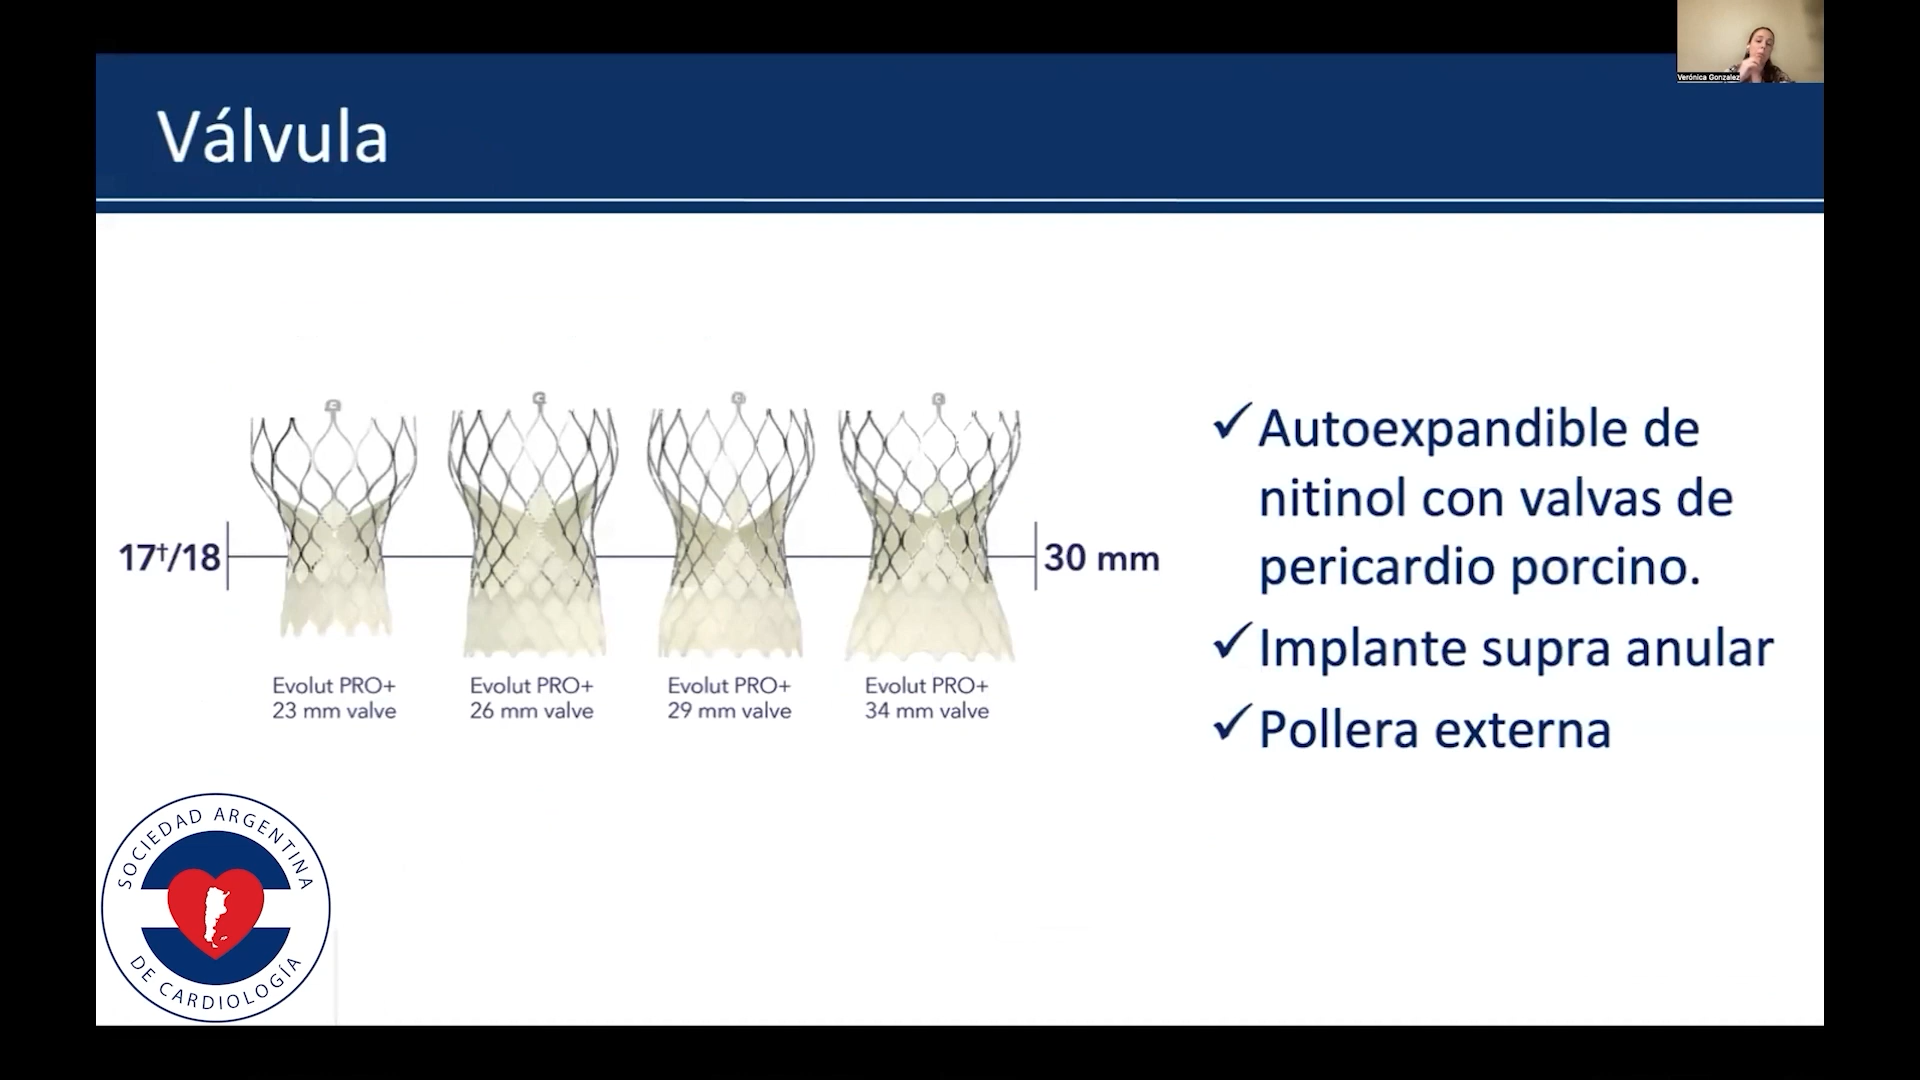 Verónica Gonzalez
Válvula
17†/18
30 mm
Evolut PRO+
23 mm valve
Evolut PRO+
26 mm valve
Evolut PRO+
29 mm valve
Evolut PRO+
34 mm valve
✓Autoexpandible de
nitinol con valvas de
pericardio porcino.
✓Implante supra anular
✓Pollera externa
SOCIEDAD ARGENTINA
DE CARDIOLOGÍA